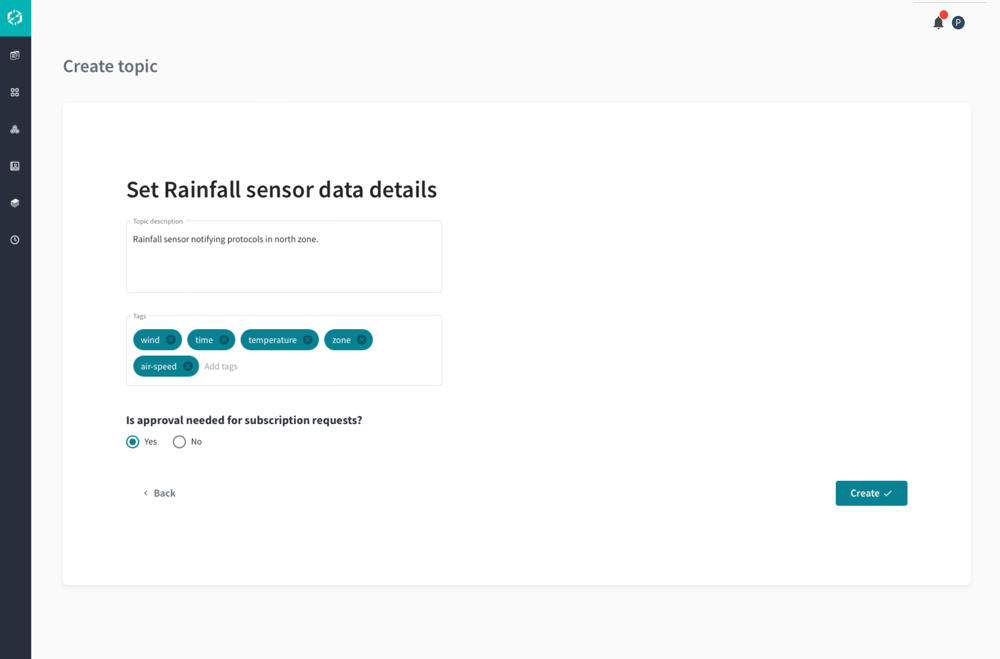 P
Create topic
Set Rainfall sensor data details
Topic description
Rainfall sensor notifying protocols in north zone.
Tags
wind time temperature zone
air-speed Add tags
Is approval needed for subscription requests?
Yes No
Back Create